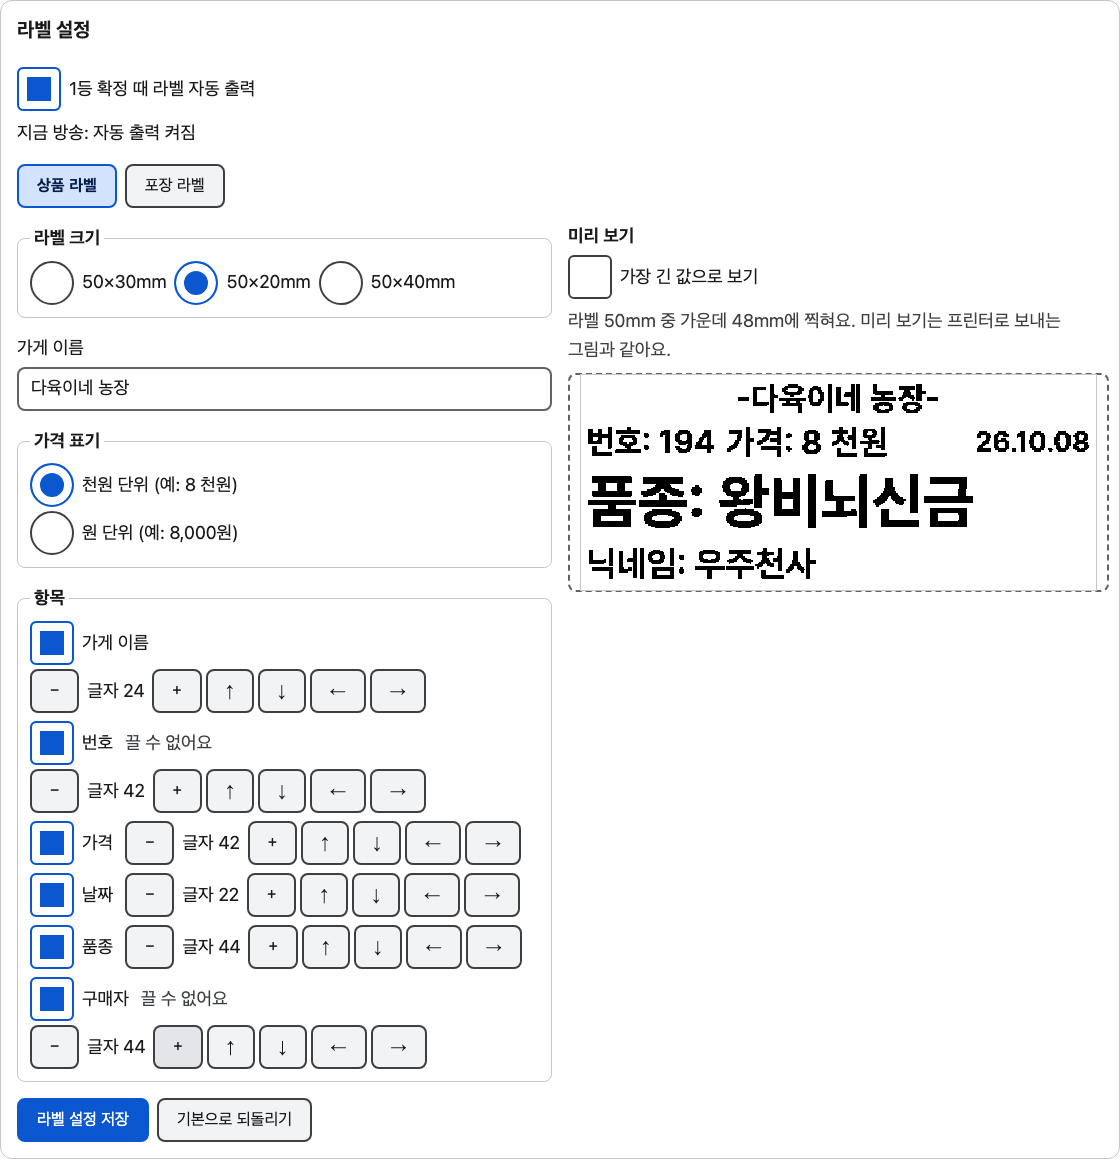 라벨 설정
1등 확정 때 라벨 자동 출력
지금 방송: 자동 출력 켜짐
상품 라벨 포장 라벨
라벨 크기
50×30mm 50×20mm 50×40mm
가게 이름
다육이네 농장
가격 표기
천원 단위 (예: 8 천원)
원 단위 (예: 8,000원)
항목
가게 이름
− 글자 24 + ↑ ↓ ← →
번호 끌 수 없어요
− 글자 42 + ↑ ↓ ← →
가격 − 글자 42 + ↑ ↓ ← →
날짜 − 글자 22 + ↑ ↓ ← →
품종 − 글자 44 + ↑ ↓ ← →
구매자 끌 수 없어요
− 글자 44 + ↑ ↓ ← →
라벨 설정 저장 기본으로 되돌리기
미리 보기
가장 긴 값으로 보기
라벨 50mm 중 가운데 48mm에 찍혀요. 미리 보기는 프린터로 보내는
그림과 같아요.
-다육이네 농장-
번호: 194 가격: 8 천원 26.10.08
품종: 왕비뇌신금
닉네임: 우주천사